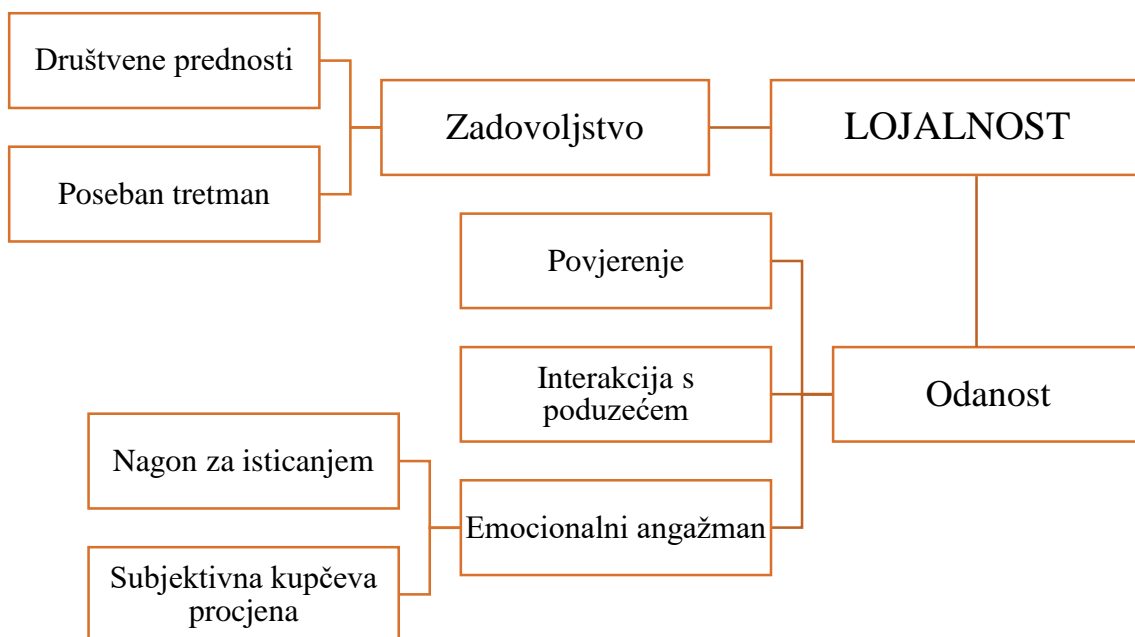 Društvene prednosti
Zadovoljstvo
LOJALNOST
Poseban tretman
Povjerenje
Interakcija s
poduzećem
Odanost
Nagon za isticanjem
Emocionalni angažman
Subjektivna kupčeva
procjena